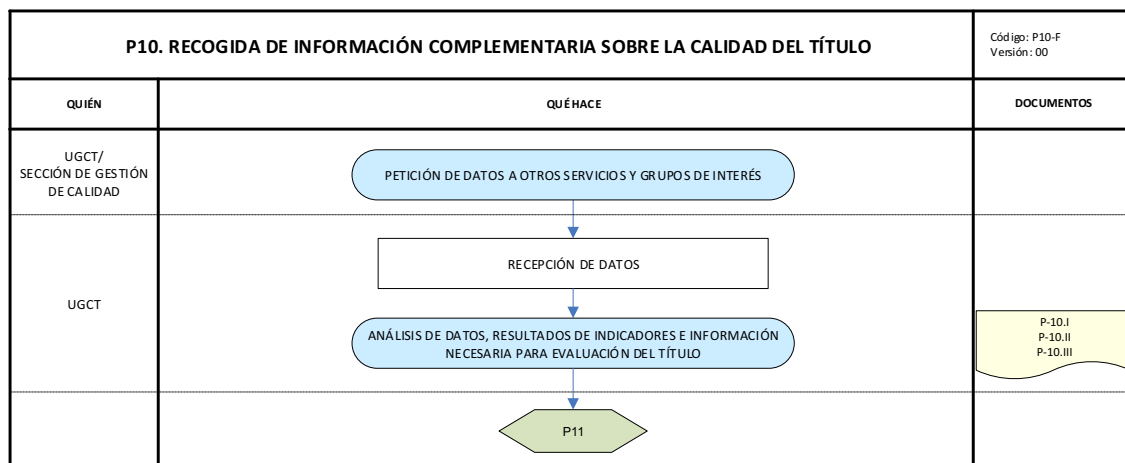 P10. RECOGIDA DE INFORMACIÓN COMPLEMENTARIA SOBRE LA CALIDAD DEL TÍTULO
Código: P10-F
Versión: 00
QUIÉN
QUÉ HACE
DOCUMENTOS
UGCT/
SECCIÓN DE GESTIÓN
DE CALIDAD
PETICIÓN DE DATOS A OTROS SERVICIOS Y GRUPOS DE INTERÉS
UGCT
RECEPCIÓN DE DATOS
ANÁLISIS DE DATOS, RESULTADOS DE INDICADORES E INFORMACIÓN
NECESARIA PARA EVALUACIÓN DEL TÍTULO
P-10.I
P-10.II
P-10.III
P11